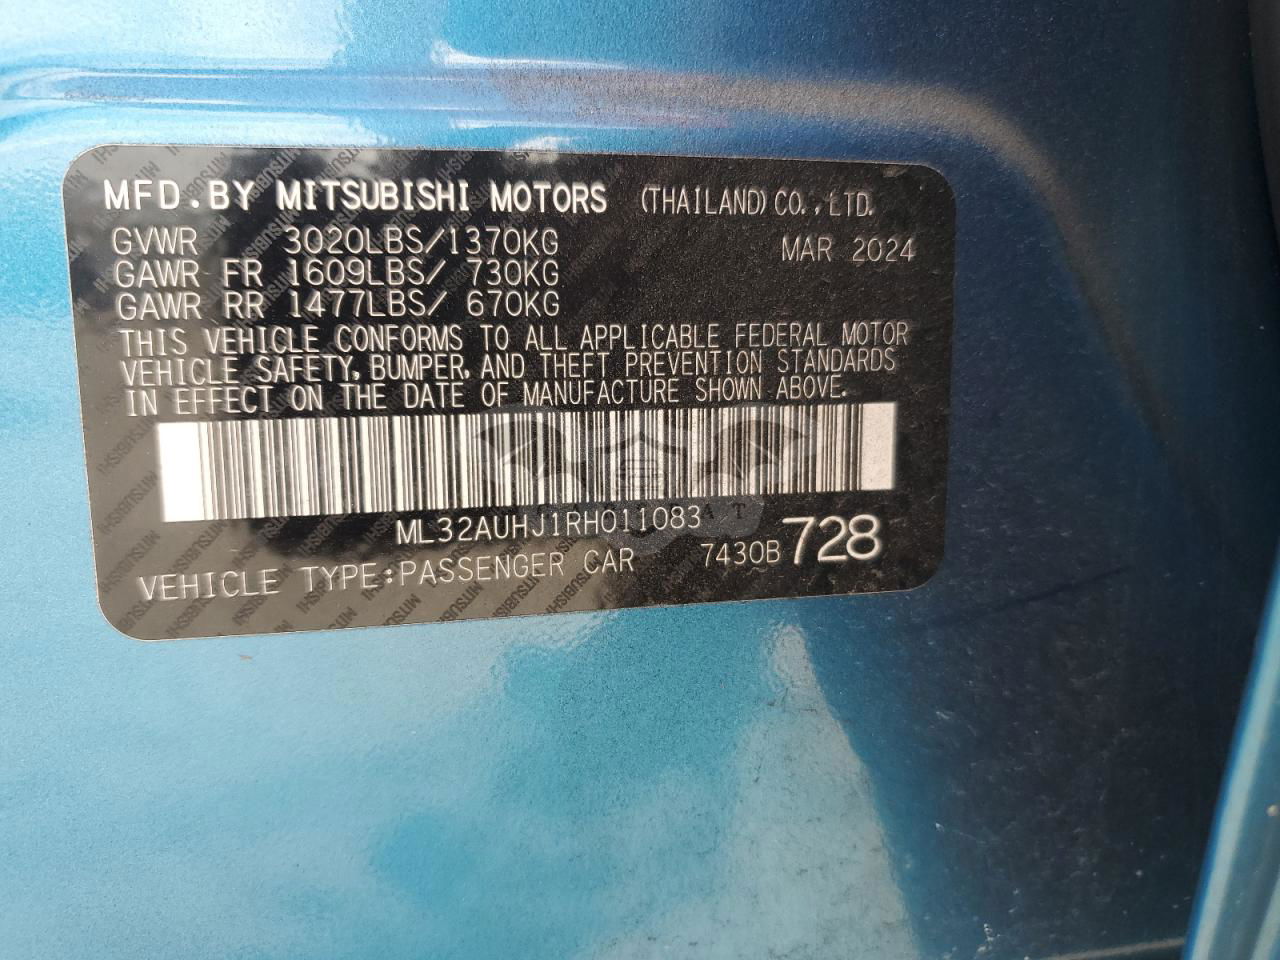 MFD.BY MITSUBISHI MOTORS (THAILAND) CO.,LTD.
GVWR 3020LBS/1370KG MAR 2024
GAWR FR 1609LBS/ 730KG
GAWR RR 1477LBS/ 670KG
THIS VEHICLE CONFORMS TO ALL APPLICABLE FEDERAL MOTOR
VEHICLE SAFETY, BUMPER, AND THEFT PREVENTION STANDARDS
IN EFFECT ON THE DATE OF MANUFACTURE SHOWN ABOVE.
ML32AUHJ1RH011083
VEHICLE TYPE:PASSENGER CAR 7430B 728